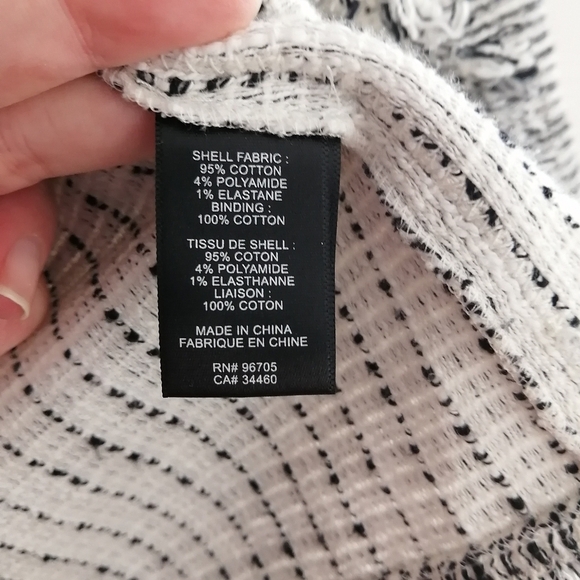 SHELL FABRIC :
95% COTTON
4% POLYAMIDE
1% ELASTANE
BINDING :
100% COTTON
TISSU DE SHELL :
95% COTON
4% POLYAMIDE
1% ELASTHANNE
LIAISON :
100% COTON
MADE IN CHINA
FABRIQUE EN CHINE
RN# 96705
CA# 34460